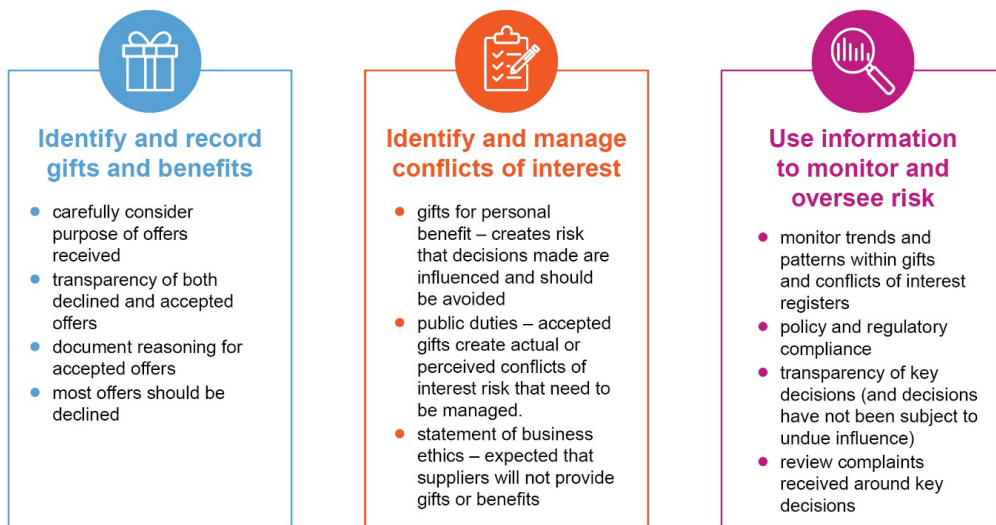 Identify and record
gifts and benefits
carefully consider
purpose of offers
received
transparency of both
declined and accepted
offers
document reasoning for
accepted offers
most offers should be
declined
Identify and manage
conflicts of interest
gifts for personal
benefit – creates risk
that decisions made are
influenced and should
be avoided
public duties – accepted
gifts create actual or
perceived conflicts of
interest risk that need to
be managed.
statement of business
ethics – expected that
suppliers will not provide
gifts or benefits
Use information
to monitor and
oversee risk
monitor trends and
patterns within gifts
and conflicts of interest
registers
policy and regulatory
compliance
transparency of key
decisions (and decisions
have not been subject to
undue influence)
review complaints
received around key
decisions